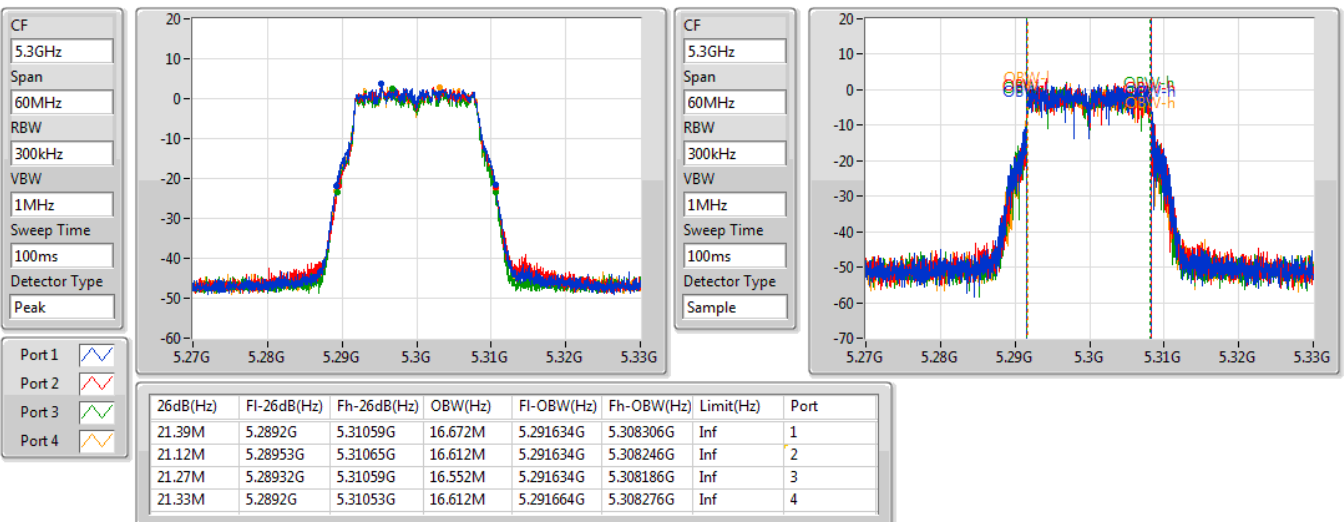 CF
5.3GHz
Span
60MHz
RBW
300kHz
VBW
1MHz
Sweep Time
100ms
Detector Type
Peak
20
10
0
-10
-20
-30
-40
-50
-60
5.27G 5.28G 5.29G 5.3G 5.31G 5.32G 5.33G
CF
5.3GHz
Span
60MHz
RBW
300kHz
VBW
1MHz
Sweep Time
100ms
Detector Type
Sample
20
10
0
-10
-20
-30
-40
-50
-60
-70
OBW-l
OBW-h
OBW-h
5.27G 5.28G 5.29G 5.3G 5.31G 5.32G 5.33G
Port 1
Port 2
Port 3
Port 4
26dB(Hz) Fl-26dB(Hz) Fh-26dB(Hz) OBW(Hz) Fl-OBW(Hz) Fh-OBW(Hz) Limit(Hz) Port
21.39M 5.2892G 5.31059G 16.672M 5.291634G 5.308306G Inf 1
21.12M 5.28953G 5.31065G 16.612M 5.291634G 5.308246G Inf 2
21.27M 5.28932G 5.31059G 16.552M 5.291634G 5.308186G Inf 3
21.33M 5.2892G 5.31053G 16.612M 5.291664G 5.308276G Inf 4